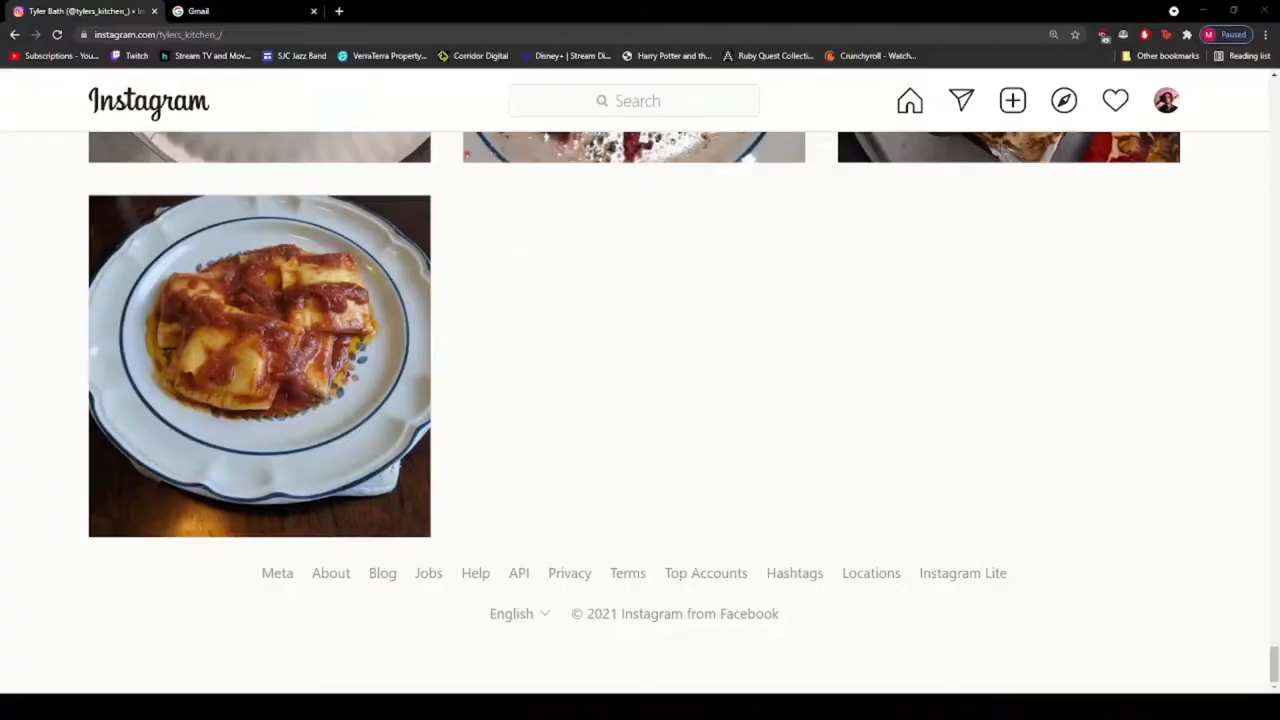 Tyler Bath (@tylers_kitchen_) • In
Gmail
instagram.com/tylers_kitchen_/
M Paused
Subscriptions - You...
Twitch
Stream TV and Mov...
SJC Jazz Band
VerraTerra Property...
Corridor Digital
Disney+ | Stream Di...
Harry Potter and th...
Ruby Quest Collecti...
Crunchyroll - Watch...
Other bookmarks
Reading list
Instagram
Search
Meta About Blog Jobs Help API Privacy Terms Top Accounts Hashtags Locations Instagram Lite
English © 2021 Instagram from Facebook